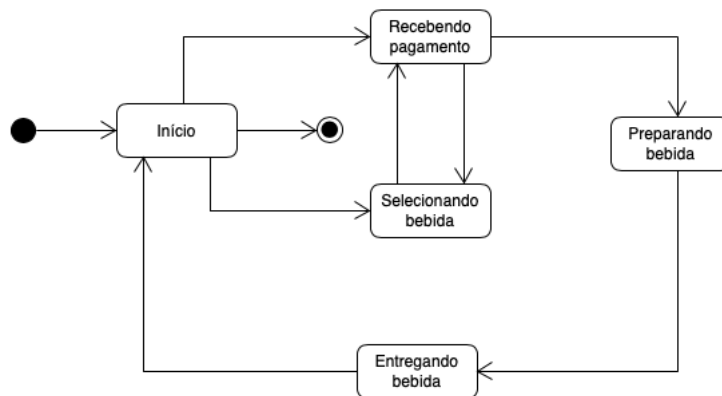 Recebendo
pagamento
Início
Preparando
bebida
Selecionando
bebida
Entregando
bebida